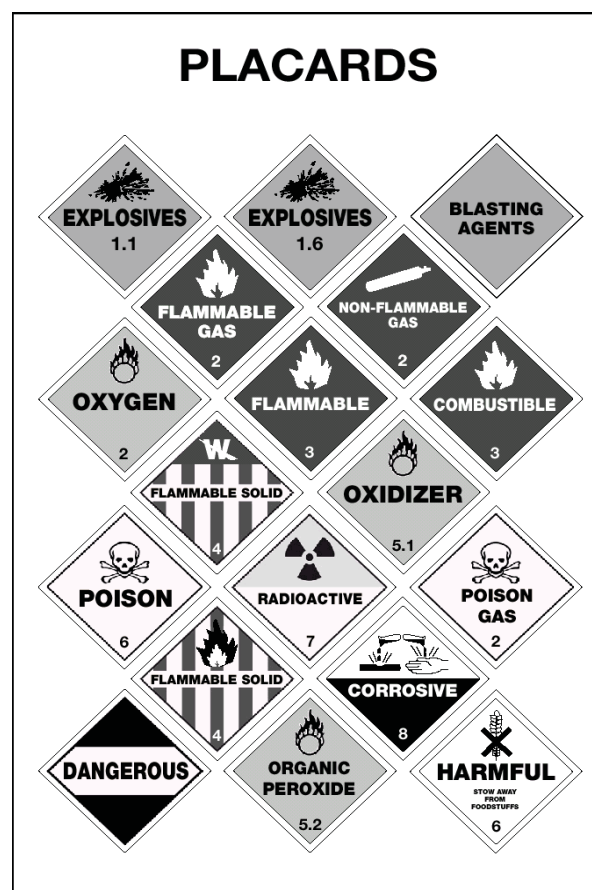 PLACARDS
EXPLOSIVES
1.1
EXPLOSIVES
1.6
BLASTING
AGENTS
FLAMMABLE
GAS
2
NON-FLAMMABLE
GAS
2
OXYGEN
2
FLAMMABLE
3
COMBUSTIBLE
3
W
FLAMMABLE SOLID
4
OXIDIZER
5.1
POISON
6
RADIOACTIVE
7
POISON
GAS
2
FLAMMABLE SOLID
4
CORROSIVE
8
DANGEROUS
ORGANIC
PEROXIDE
5.2
HARMFUL
STOW AWAY
FROM
FOODSTUFFS
6